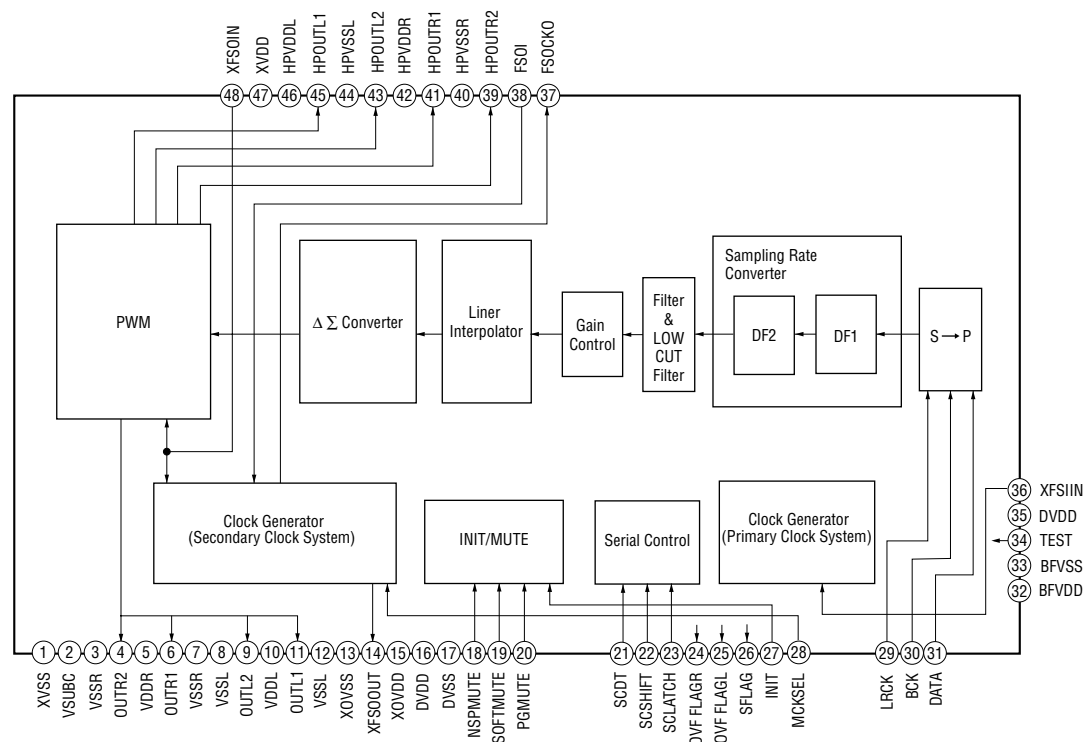 XFSOIN
XVDD
HPVDDL
HPOUTL1
HPVSSL
HPOUTL2
HPVDDR
HPOUTR1
HPVSSR
HPOUTR2
FSOI
FSOCKO
48
47
46
45
44
43
42
41
40
39
38
37
PWM
Δ Σ Converter
Liner
Interpolator
Gain
Control
Filter
&
LOW
CUT
Filter
Sampling Rate
Converter
DF2
DF1
S → P
Clock Generator
(Secondary Clock System)
INIT/MUTE
Serial Control
Clock Generator
(Primary Clock System)
36 XFSIIN
35 DVDD
34 TEST
33 BFVSS
32 BFVDD
1
2
3
4
5
6
7
8
9
10
11
12
13
14
15
16
17
18
19
20
21
22
23
24
25
26
27
28
29
30
31
XVSS
VSUBC
VSSR
OUTR2
VDDR
OUTR1
VSSR
VSSL
OUTL2
VDDL
OUTL1
VSSL
XOVSS
XFSOOUT
XOVDD
DVDD
DVSS
NSPMUTE
SOFTMUTE
PGMUTE
SCDT
SCSHIFT
SCLATCH
OVF FLAGR
OVF FLAGL
SFLAG
INIT
MCKSEL
LRCK
BCK
DATA